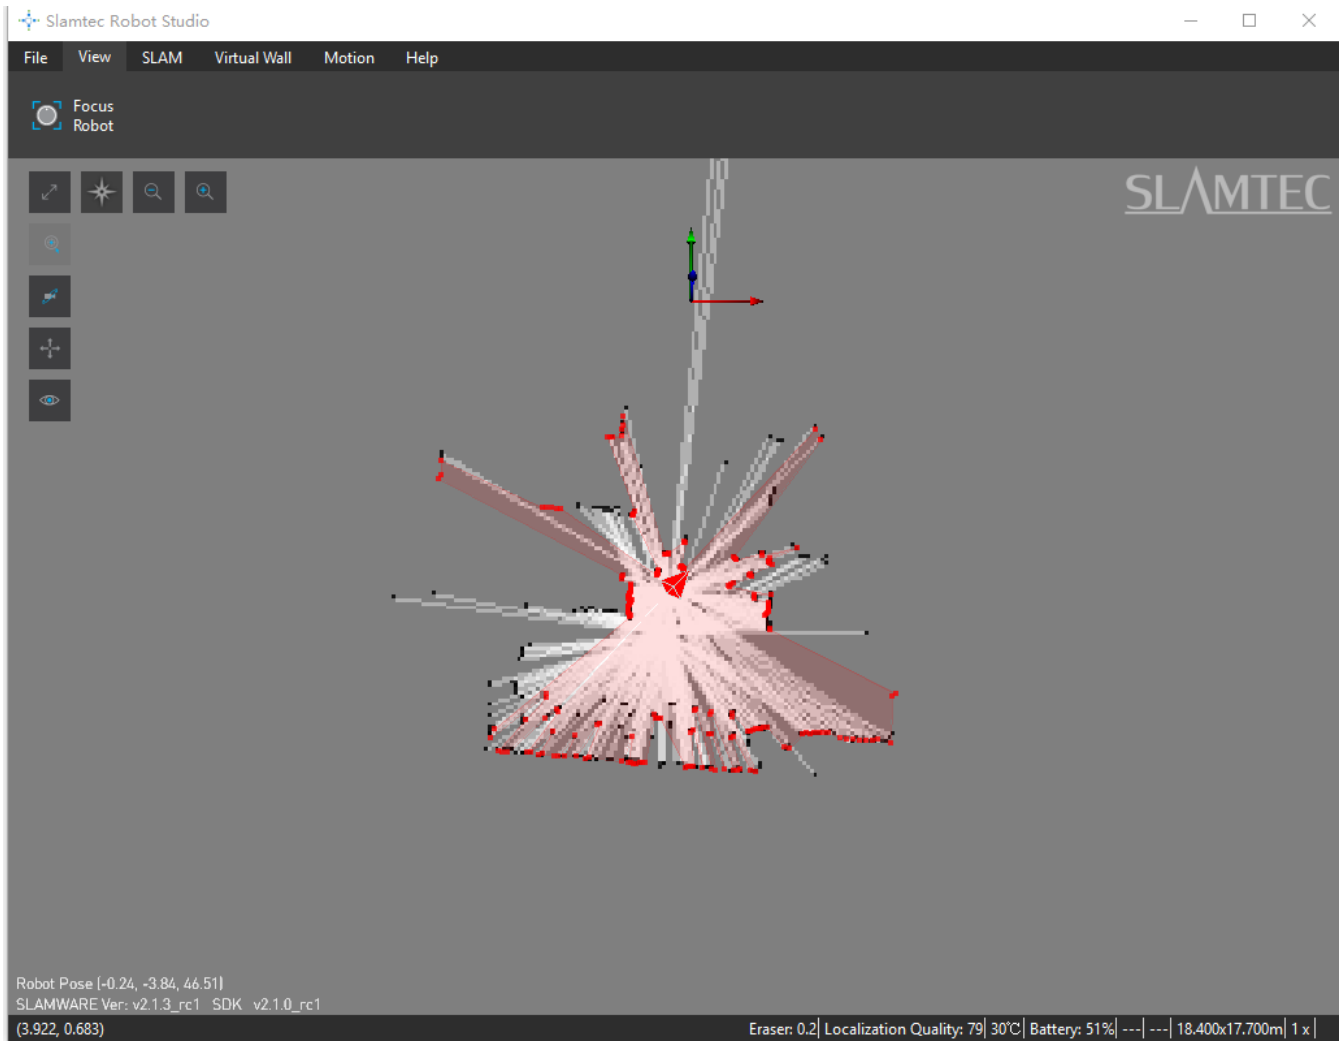 Slamtec Robot Studio
File View SLAM Virtual Wall Motion Help
Focus
Robot
SLAMTEC
Robot Pose [-0.24, -3.84, 46.51]
SLAMWARE Ver: v2.1.3_rc1 SDK v2.1.0_rc1
(3.922, 0.683) Eraser: 0.2| Localization Quality: 79| 30℃| Battery: 51%| ---| ---| 18.400x17.700m| 1 x |